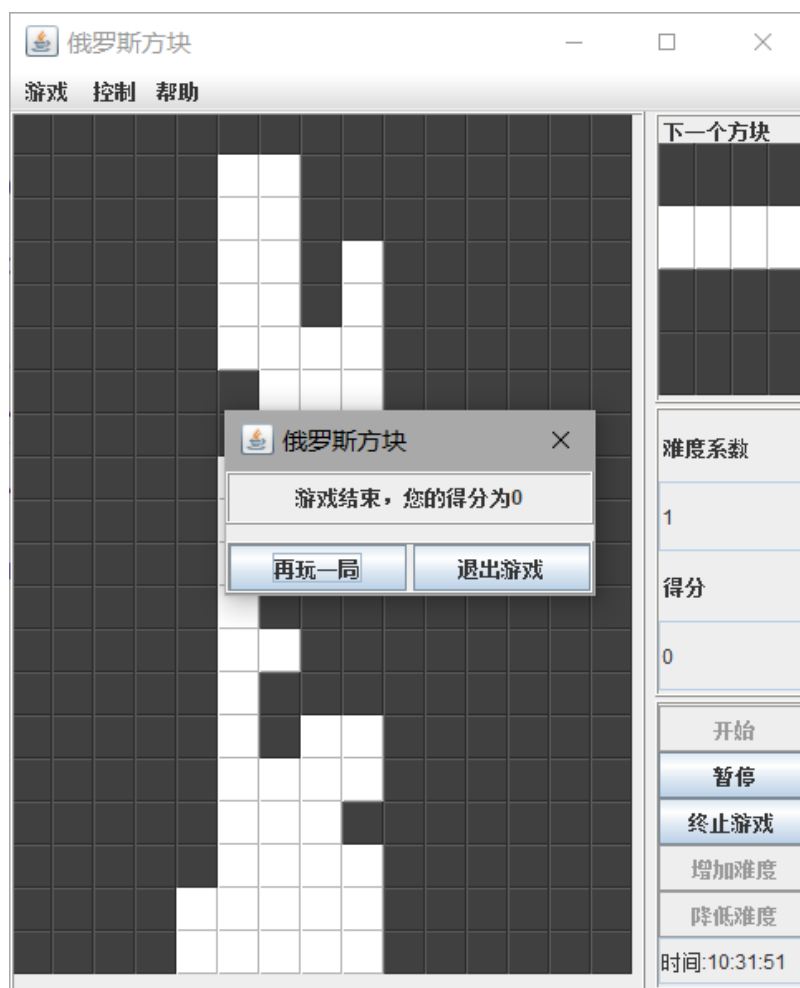 俄罗斯方块
游戏 控制 帮助
下一个方块
俄罗斯方块
游戏结束，您的得分为0
再玩一局 退出游戏
难度系数
1
得分
0
开始
暂停
终止游戏
增加难度
降低难度
时间:10:31:51